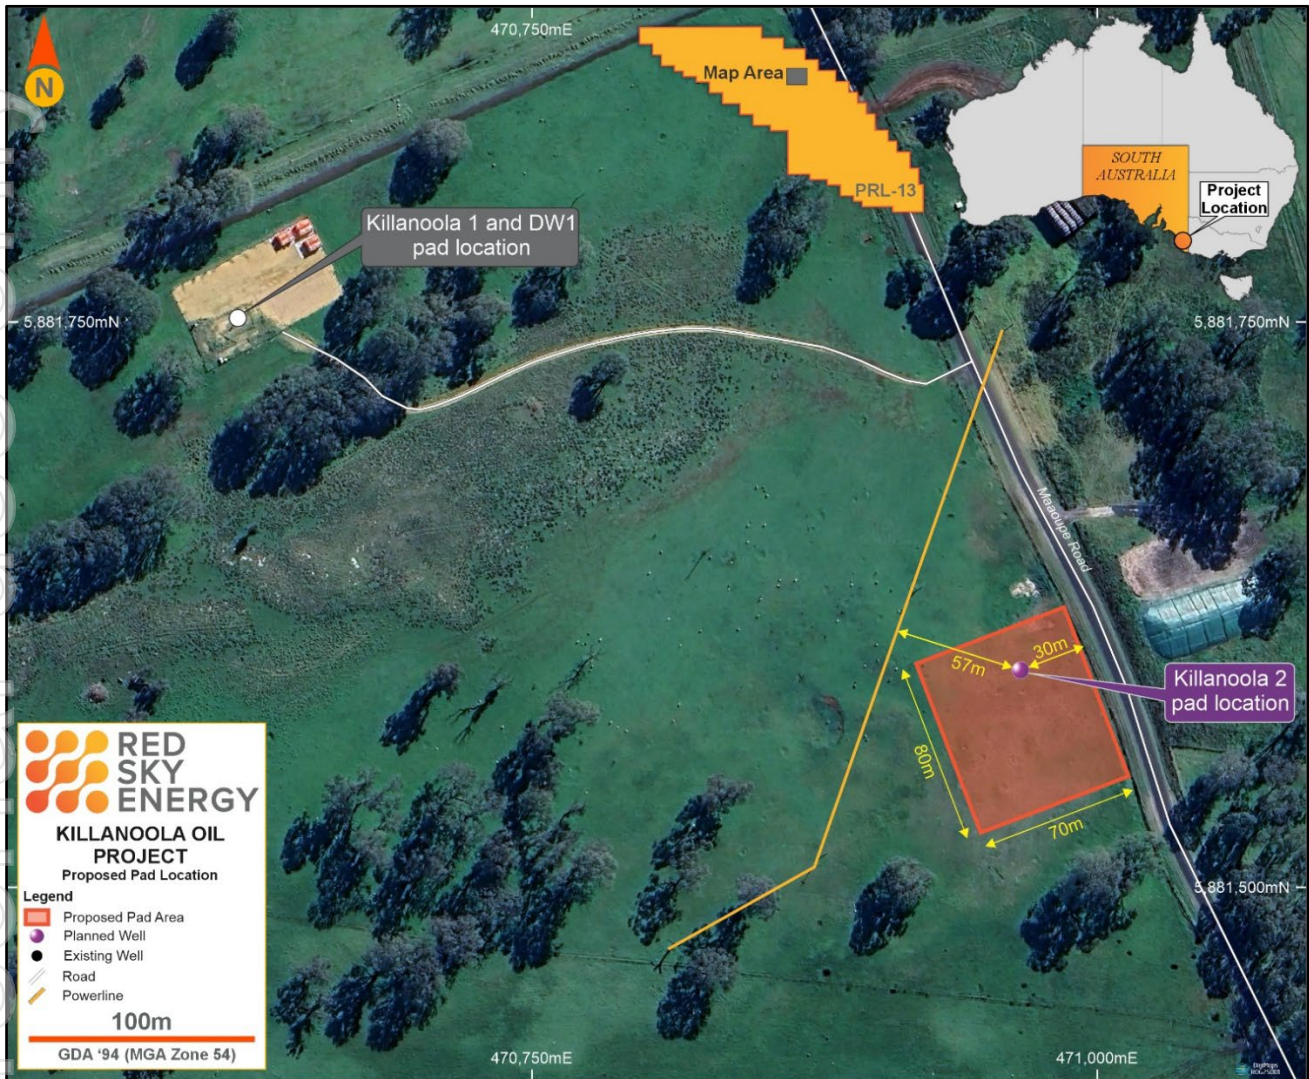 470,750mE
N
Map Area
PRL-13
SOUTH
AUSTRALIA
Project
Location
Killanoola 1 and DW1
pad location
5,881,750mN
5,881,750mN
Maaoupe Road
57m
30m
Killanoola 2
pad location
80m
70m
RED
SKY
ENERGY
KILLANOOLA OIL
PROJECT
Proposed Pad Location
Legend
Proposed Pad Area
Planned Well
Existing Well
Road
Powerline
100m
GDA '94 (MGA Zone 54)
5,881,500mN
470,750mE
471,000mE